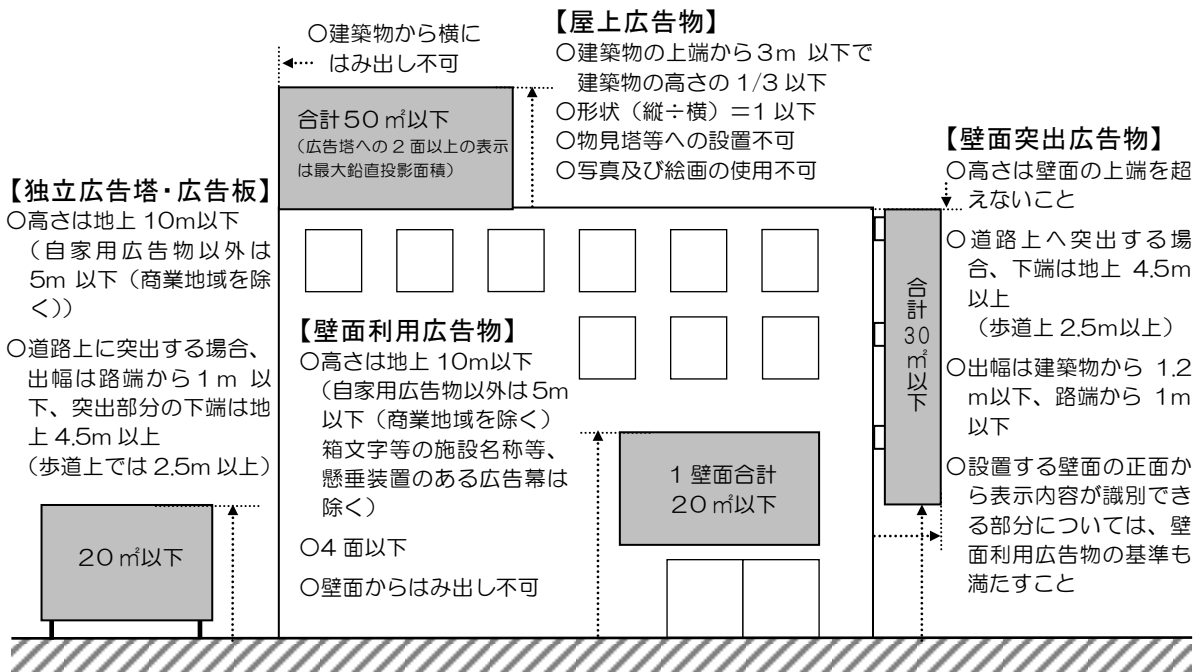 ○建築物から横に
はみ出し不可
【屋上広告物】
○建築物の上端から3m 以下で
建築物の高さの 1/3 以下
○形状（縦÷横）＝1 以下
○物見塔等への設置不可
○写真及び絵画の使用不可
合計50 ㎡以下
（広告塔への 2 面以上の表示
は最大鉛直投影面積）
【独立広告塔・広告板】
○高さは地上 10m以下
（自家用広告物以外は
5m 以下（商業地域を除
く））
○道路上に突出する場合、
出幅は路端から1m 以
下、突出部分の下端は地
上 4.5m 以上
（歩道上では 2.5m 以上）
20 ㎡以下
【壁面利用広告物】
○高さは地上 10m以下
（自家用広告物以外は5m
以下（商業地域を除く）
箱文字等の施設名称等、
懸垂装置のある広告幕は
除く）
○4 面以下
○壁面からはみ出し不可
1 壁面合計
20 ㎡以下
合計30㎡以下
【壁面突出広告物】
○高さは壁面の上端を超
えないこと
○道路上へ突出する場
合、下端は地上 4.5m
以上
（歩道上 2.5m以上）
○出幅は建築物から 1.2
m以下、路端から 1m
以下
○設置する壁面の正面か
ら表示内容が識別でき
る部分については、壁
面利用広告物の基準も
満たすこと